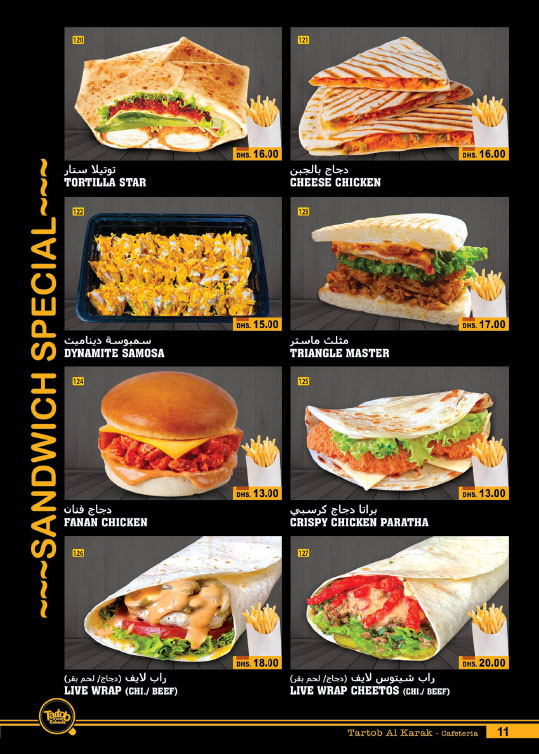 ~~~SANDWICH SPECIAL~~~
120
DHS. 16.00
توتيلا ستار
TORTILLA STAR
121
DHS. 16.00
دجاج بالجبن
CHEESE CHICKEN
122
DHS. 15.00
سمبوسة ديناميت
DYNAMITE SAMOSA
123
DHS. 17.00
مثلث ماستر
TRIANGLE MASTER
124
DHS. 13.00
دجاج فنان
FANAN CHICKEN
125
DHS. 13.00
براتا دجاج كرسبي
CRISPY CHICKEN PARATHA
126
DHS. 18.00
راب لايف (دجاج/ لحم بقر)
LIVE WRAP (CHI./ BEEF)
127
DHS. 20.00
راب شيتوس لايف (دجاج/ لحم بقر)
LIVE WRAP CHEETOS (CHI./ BEEF)
Tartob
Tartob Al Karak - Cafeteria
11